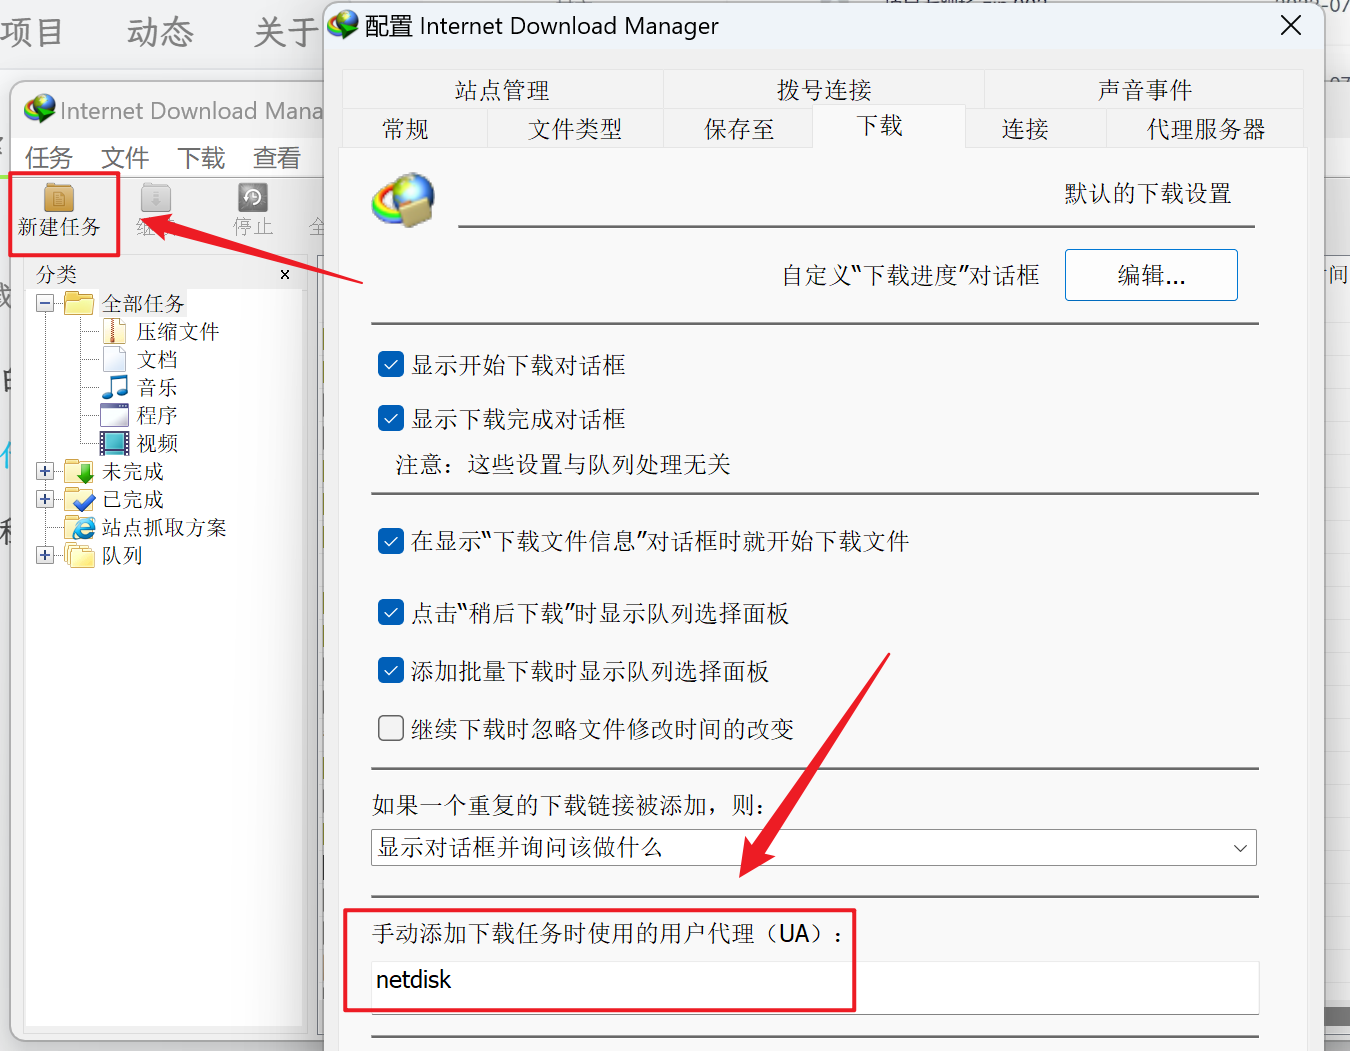 项目 动态 关于
配置 Internet Download Manager
站点管理 拨号连接 声音事件
常规 文件类型 保存至 下载 连接 代理服务器
Internet Download Mana
任务 文件 下载 查看
新建任务 停止
分类
全部任务
压缩文件
文档
音乐
程序
视频
未完成
已完成
站点抓取方案
队列
默认的下载设置
自定义“下载进度”对话框 编辑...
显示开始下载对话框
显示下载完成对话框
注意：这些设置与队列处理无关
在显示“下载文件信息”对话框时就开始下载文件
点击“稍后下载”时显示队列选择面板
添加批量下载时显示队列选择面板
继续下载时忽略文件修改时间的改变
如果一个重复的下载链接被添加，则：
显示对话框并询问该做什么
手动添加下载任务时使用的用户代理（UA）：
netdisk